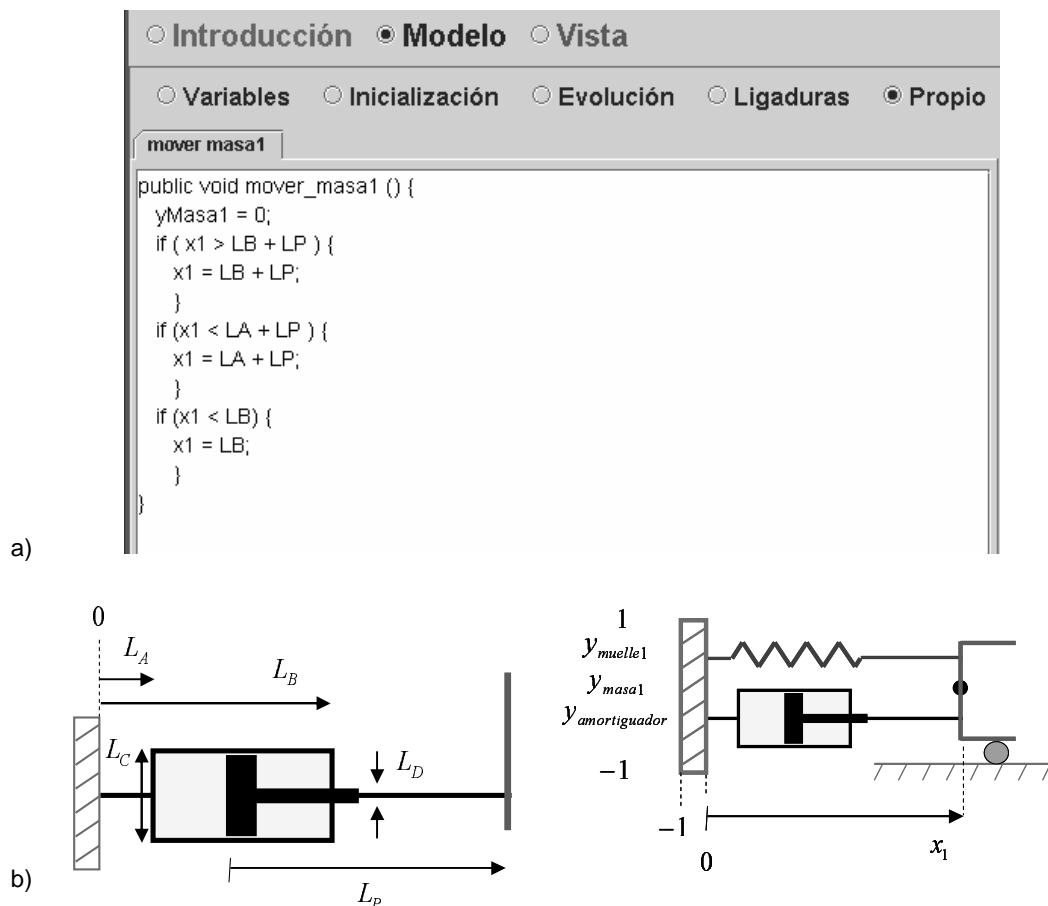 Introducción Modelo Vista
Variables Inicialización Evolución Ligaduras Propio
mover masa1
public void mover_masa1 () {
yMasa1 = 0;
if ( x1 > LB + LP ) {
x1 = LB + LP;
}
if (x1 < LA + LP ) {
x1 = LA + LP;
}
if (x1 < LB) {
x1 = LB;
}
}
a)
0
L_A
L_B
L_C
L_D
L_P
b)
1
y_muelle1
y_masa1
y_amortiguador
−1
−1
0
x_1